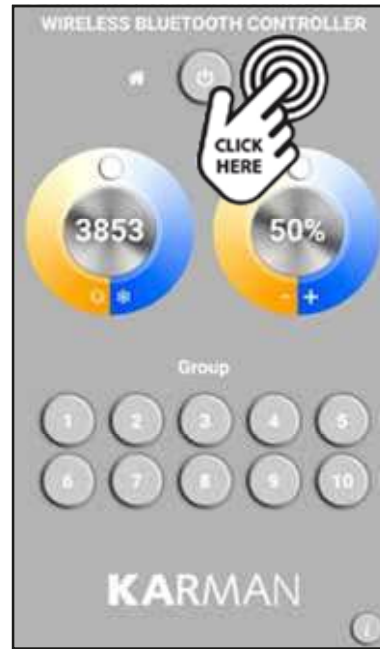 WIRELESS BLUETOOTH CONTROLLER
CLICK
HERE
3853
50%
- +
Group
1 2 3 4 5
6 7 8 9 10
KARMAN
i